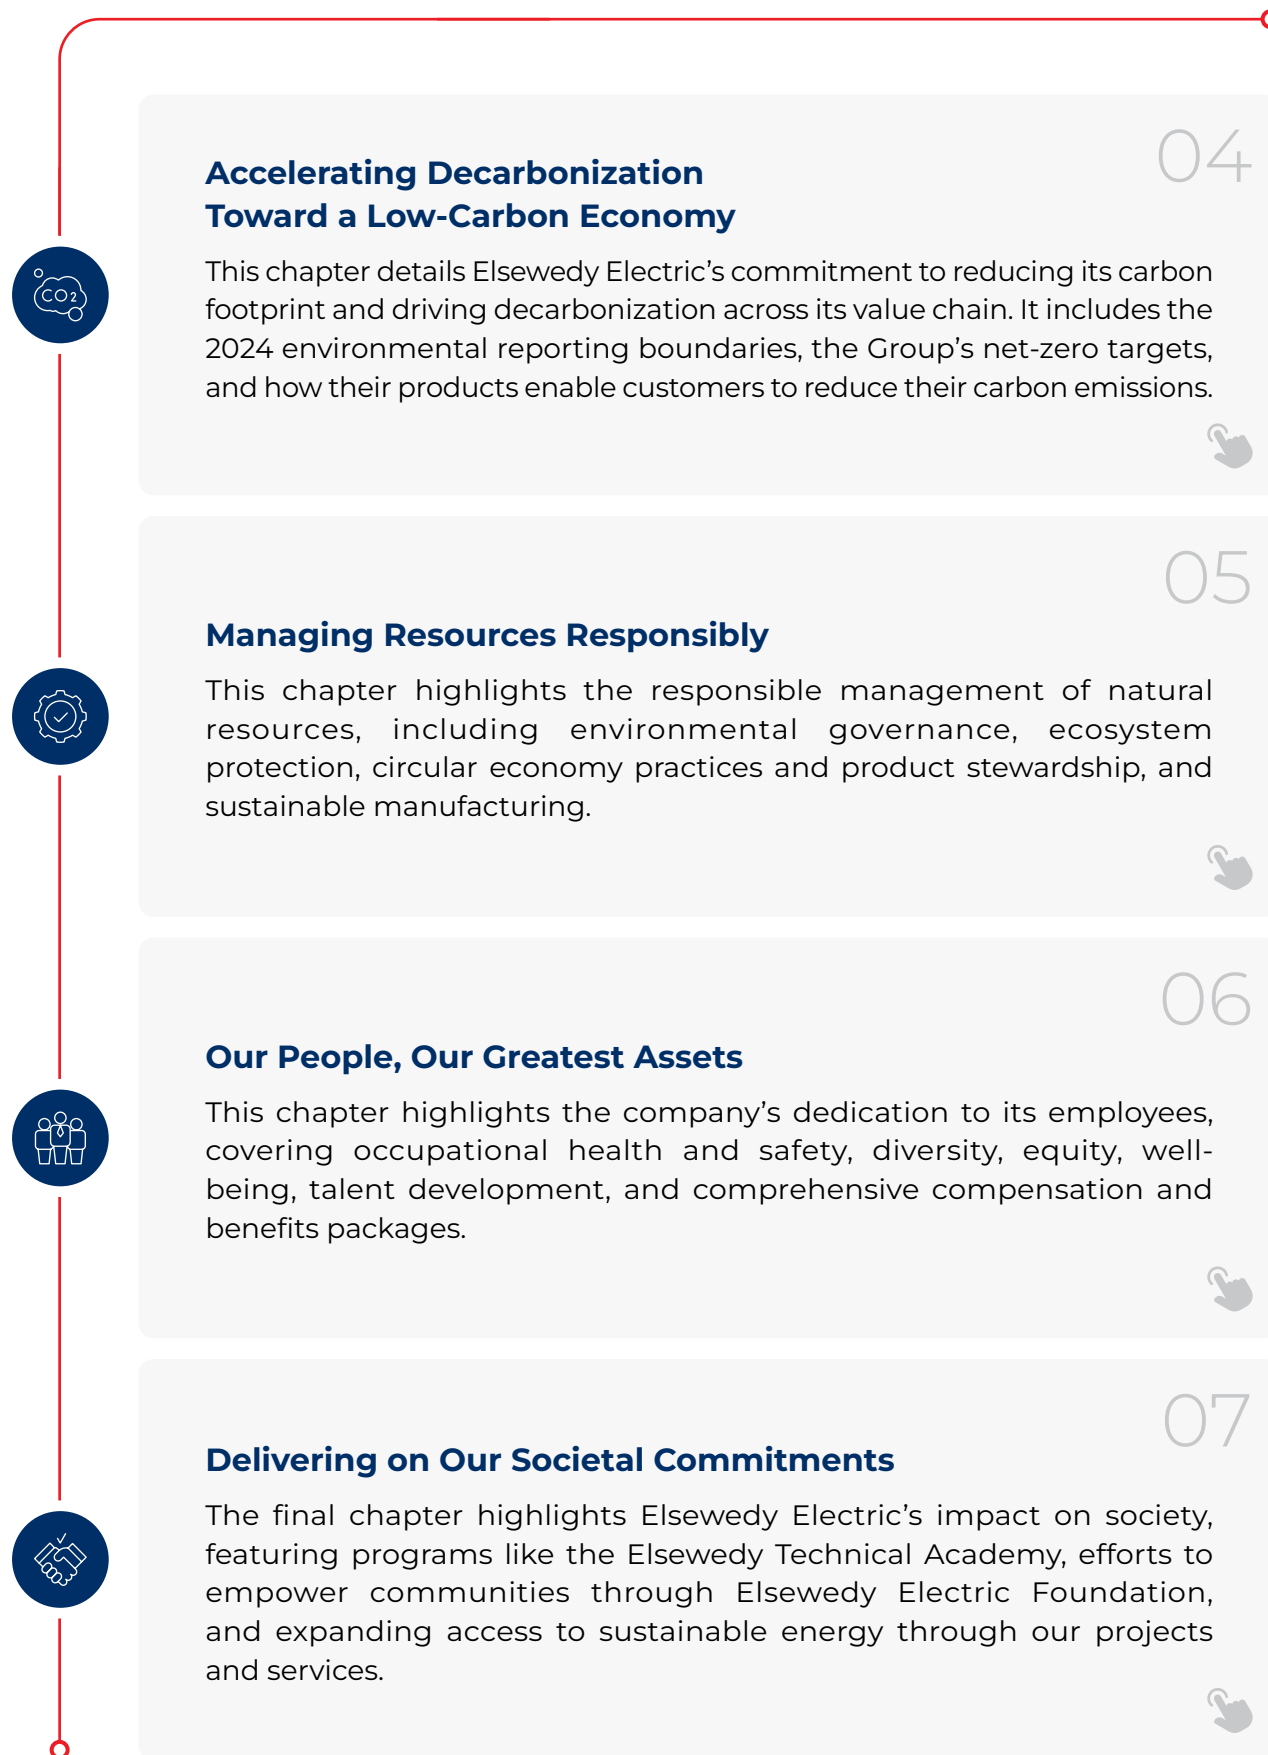 04
Accelerating Decarbonization
Toward a Low-Carbon Economy
This chapter details Elsewedy Electric’s commitment to reducing its carbon
footprint and driving decarbonization across its value chain. It includes the
2024 environmental reporting boundaries, the Group’s net-zero targets,
and how their products enable customers to reduce their carbon emissions.
CO2
05
Managing Resources Responsibly
This chapter highlights the responsible management of natural
resources, including environmental governance, ecosystem
protection, circular economy practices and product stewardship, and
sustainable manufacturing.
06
Our People, Our Greatest Assets
This chapter highlights the company’s dedication to its employees,
covering occupational health and safety, diversity, equity, well-
being, talent development, and comprehensive compensation and
benefits packages.
07
Delivering on Our Societal Commitments
The final chapter highlights Elsewedy Electric’s impact on society,
featuring programs like the Elsewedy Technical Academy, efforts to
empower communities through Elsewedy Electric Foundation,
and expanding access to sustainable energy through our projects
and services.